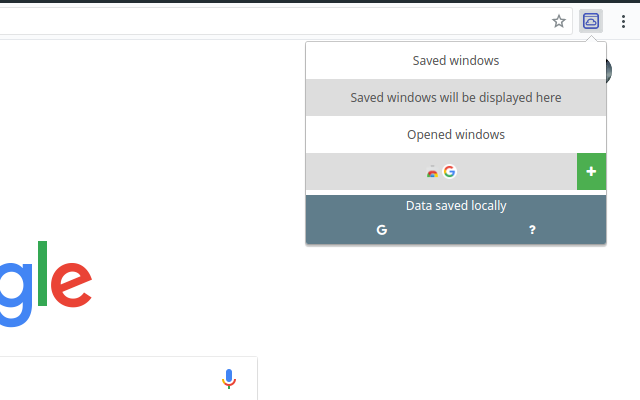 Saved windows
Saved windows will be displayed here
Opened windows
G
+
Data saved locally
G
?
gle